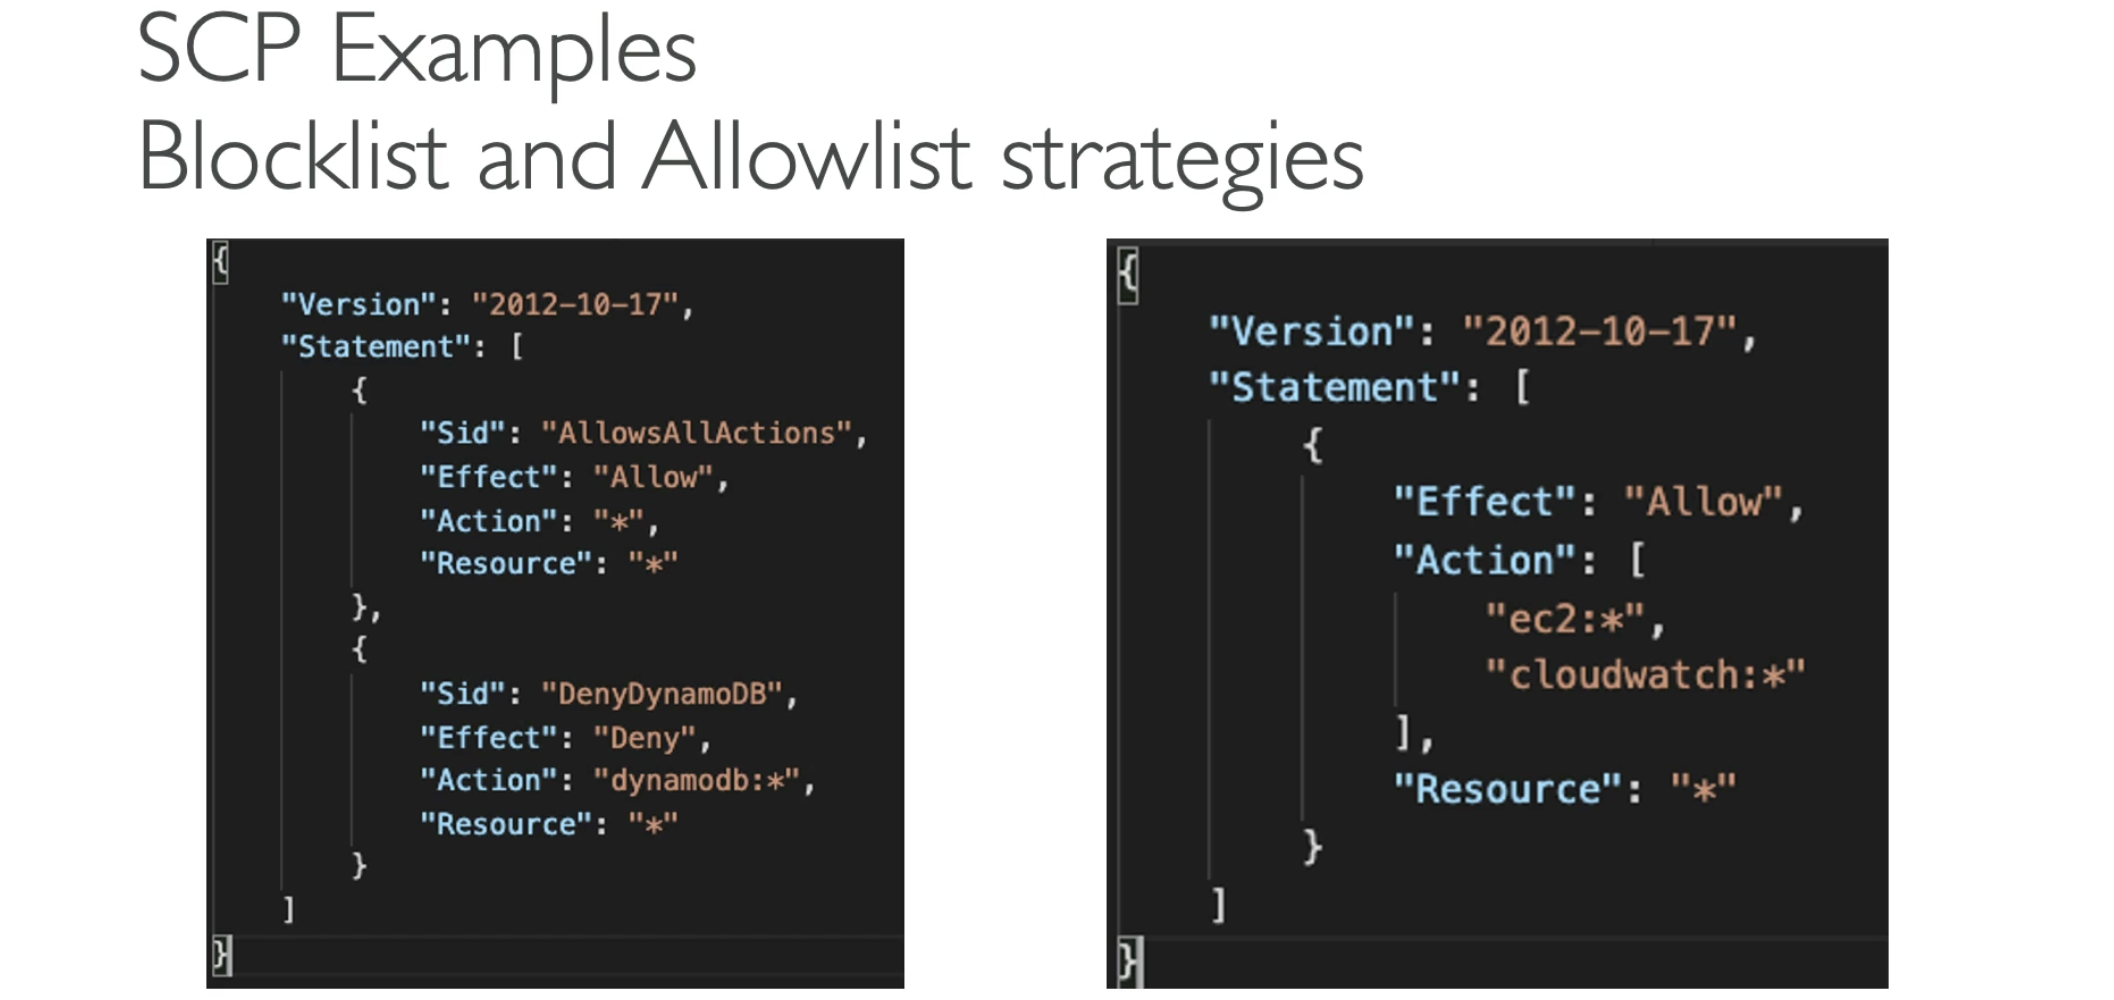 SCP Examples
Blocklist and Allowlist strategies
{
"Version": "2012-10-17",
"Statement": [
{
"Sid": "AllowsAllActions",
"Effect": "Allow",
"Action": "*",
"Resource": "*"
},
{
"Sid": "DenyDynamoDB",
"Effect": "Deny",
"Action": "dynamodb:*",
"Resource": "*"
}
]
}
{
"Version": "2012-10-17",
"Statement": [
{
"Effect": "Allow",
"Action": [
"ec2:*",
"cloudwatch:*"
],
"Resource": "*"
}
]
}